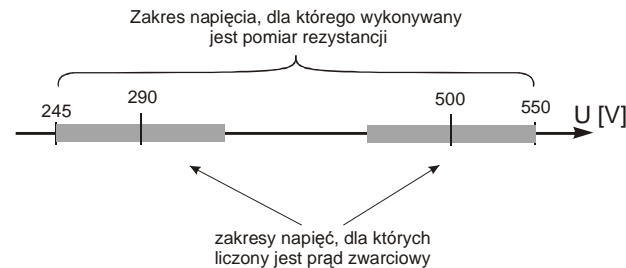 Zakres napięcia, dla którego wykonywany
jest pomiar rezystancji
245
290
500
550
U [V]
zakresy napięć, dla których
liczony jest prąd zwarciowy